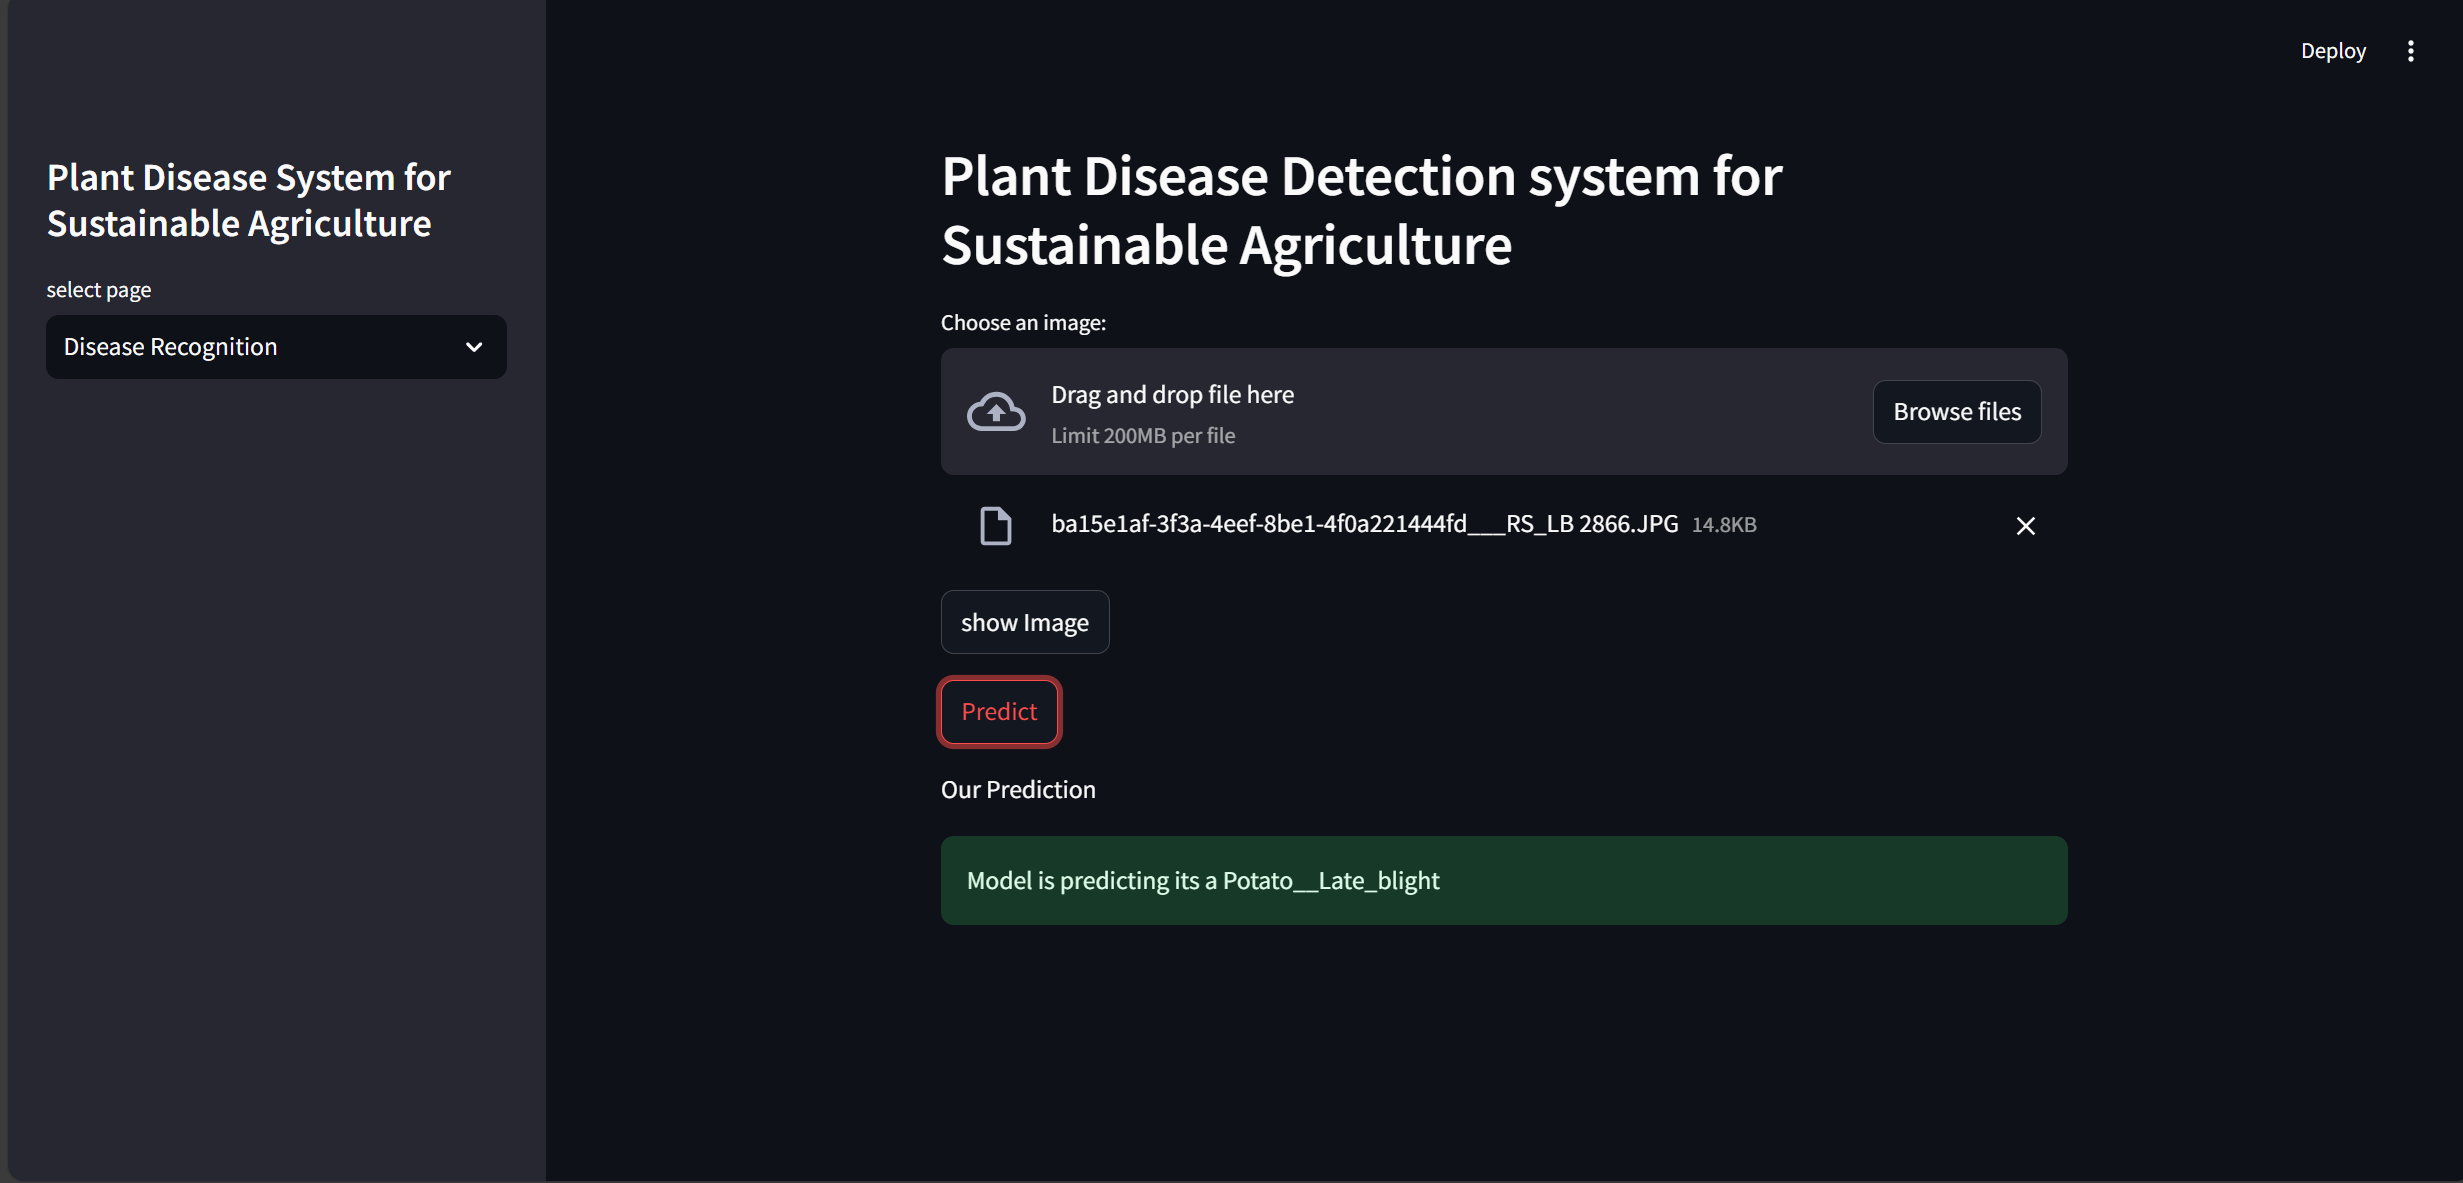 Deploy
Plant Disease System for
Sustainable Agriculture
select page
Disease Recognition
Plant Disease Detection system for
Sustainable Agriculture
Choose an image:
Drag and drop file here
Limit 200MB per file
Browse files
ba15e1af-3f3a-4eef-8be1-4f0a221444fd___RS_LB 2866.JPG 14.8KB
show Image
Predict
Our Prediction
Model is predicting its a Potato__Late_blight